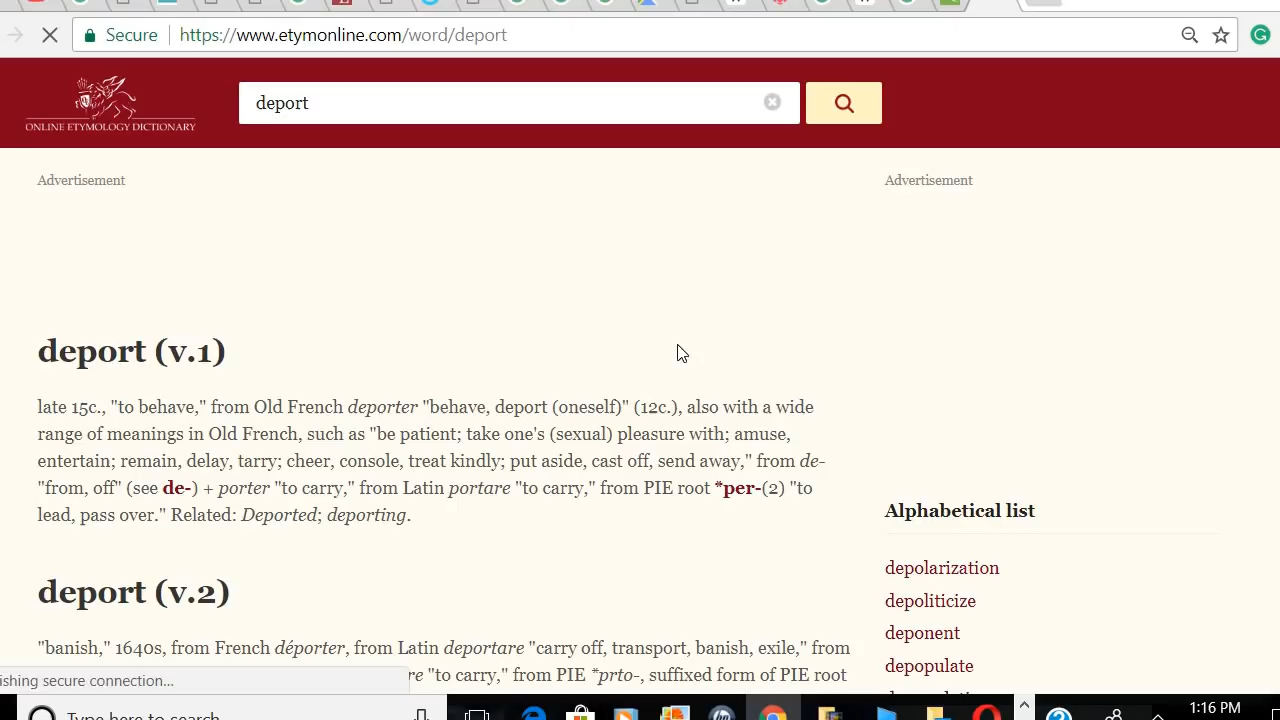 Secure
https://www.etymonline.com/word/deport
ONLINE ETYMOLOGY DICTIONARY
deport
Advertisement
Advertisement
deport (v.1)
late 15c., "to behave," from Old French deporter "behave, deport (oneself)" (12c.), also with a wide
range of meanings in Old French, such as "be patient; take one's (sexual) pleasure with; amuse,
entertain; remain, delay, tarry; cheer, console, treat kindly; put aside, cast off, send away," from de-
"from, off" (see de-) + porter "to carry," from Latin portare "to carry," from PIE root *per-(2) "to
lead, pass over." Related: Deported; deporting.
Alphabetical list
depolarization
depoliticize
deponent
depopulate
deport (v.2)
"banish," 1640s, from French déporter, from Latin deportare "carry off, transport, banish, exile," from
"to carry," from PIE *prto-, suffixed form of PIE root
ishing secure connection...
Type here to search
1:16 PM